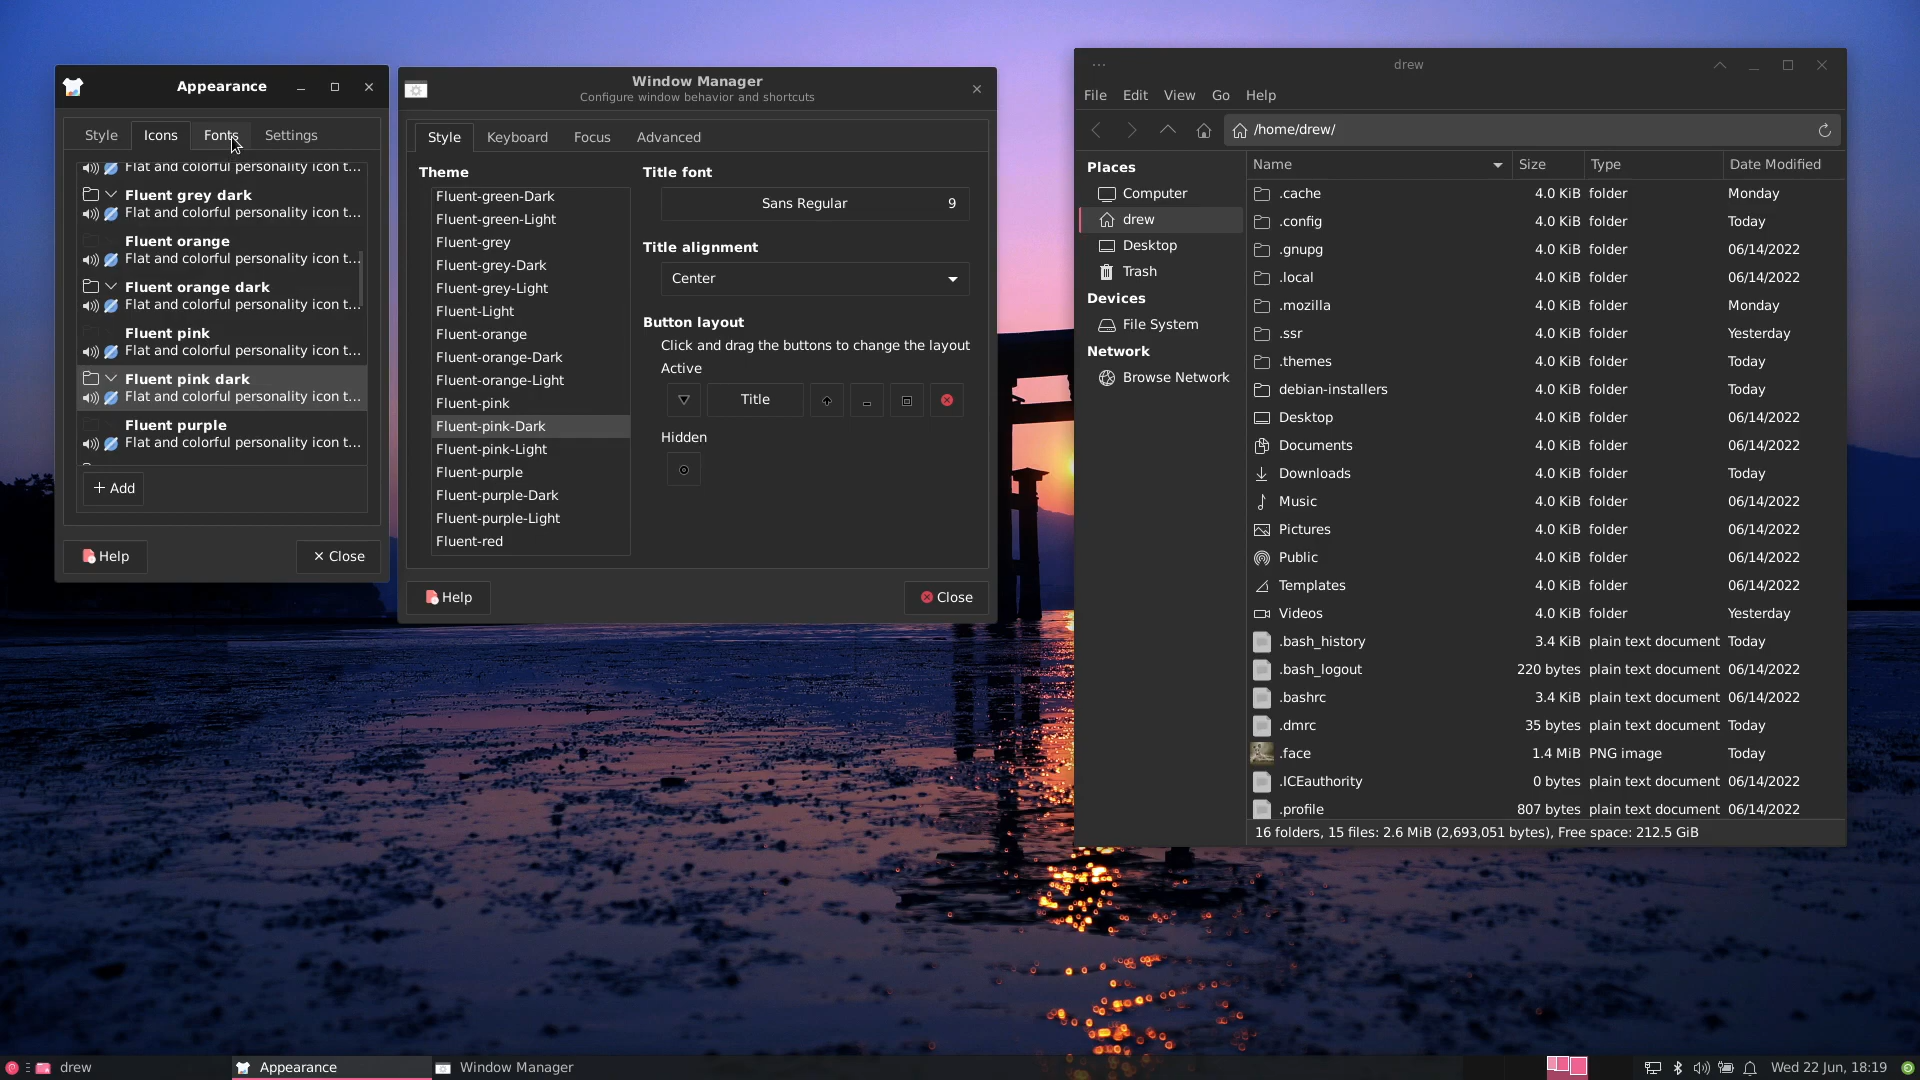 Appearance
Style Icons Fonts Settings
Flat and colorful personality icon t...
Fluent grey dark
Flat and colorful personality icon t...
Fluent orange
Flat and colorful personality icon t...
Fluent orange dark
Flat and colorful personality icon t...
Fluent pink
Flat and colorful personality icon t...
Fluent pink dark
Flat and colorful personality icon t...
Fluent purple
Flat and colorful personality icon t...
Add
Help Close
Window Manager
Configure window behavior and shortcuts
Style Keyboard Focus Advanced
Theme
Fluent-green-Dark
Fluent-green-Light
Fluent-grey
Fluent-grey-Dark
Fluent-grey-Light
Fluent-Light
Fluent-orange
Fluent-orange-Dark
Fluent-orange-Light
Fluent-pink
Fluent-pink-Dark
Fluent-pink-Light
Fluent-purple
Fluent-purple-Dark
Fluent-purple-Light
Fluent-red
Title font
Sans Regular 9
Title alignment
Center
Button layout
Click and drag the buttons to change the layout
Active
Title
Hidden
Help Close
drew
File Edit View Go Help
/home/drew/
Places
Computer
drew
Desktop
Trash
Devices
File System
Network
Browse Network
Name Size Type Date Modified
.cache 4.0 KiB folder Monday
.config 4.0 KiB folder Today
.gnupg 4.0 KiB folder 06/14/2022
.local 4.0 KiB folder 06/14/2022
.mozilla 4.0 KiB folder Monday
.ssr 4.0 KiB folder Yesterday
.themes 4.0 KiB folder Today
debian-installers 4.0 KiB folder Today
Desktop 4.0 KiB folder 06/14/2022
Documents 4.0 KiB folder 06/14/2022
Downloads 4.0 KiB folder Today
Music 4.0 KiB folder 06/14/2022
Pictures 4.0 KiB folder 06/14/2022
Public 4.0 KiB folder 06/14/2022
Templates 4.0 KiB folder 06/14/2022
Videos 4.0 KiB folder Yesterday
.bash_history 3.4 KiB plain text document Today
.bash_logout 220 bytes plain text document 06/14/2022
.bashrc 3.4 KiB plain text document 06/14/2022
.dmrc 35 bytes plain text document Today
.face 1.4 MiB PNG image Today
.ICEauthority 0 bytes plain text document 06/14/2022
.profile 807 bytes plain text document 06/14/2022
16 folders, 15 files: 2.6 MiB (2,693,051 bytes), Free space: 212.5 GiB
drew Appearance Window Manager Wed 22 Jun, 18:19